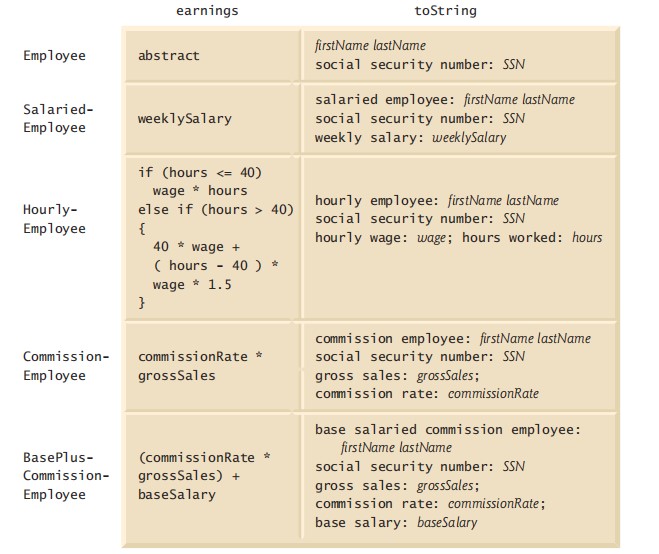 earnings
toString
Employee
abstract
firstName lastName
social security number: SSN
Salaried-
Employee
weeklySalary
salaried employee: firstName lastName
social security number: SSN
weekly salary: weeklySalary
Hourly-
Employee
if (hours <= 40)
wage * hours
else if (hours > 40)
{
40 * wage +
( hours - 40 ) *
wage * 1.5
}
hourly employee: firstName lastName
social security number: SSN
hourly wage: wage; hours worked: hours
Commission-
Employee
commissionRate *
grossSales
commission employee: firstName lastName
social security number: SSN
gross sales: grossSales;
commission rate: commissionRate
BasePlus-
Commission-
Employee
(commissionRate *
grossSales) +
baseSalary
base salaried commission employee:
firstName lastName
social security number: SSN
gross sales: grossSales;
commission rate: commissionRate;
base salary: baseSalary